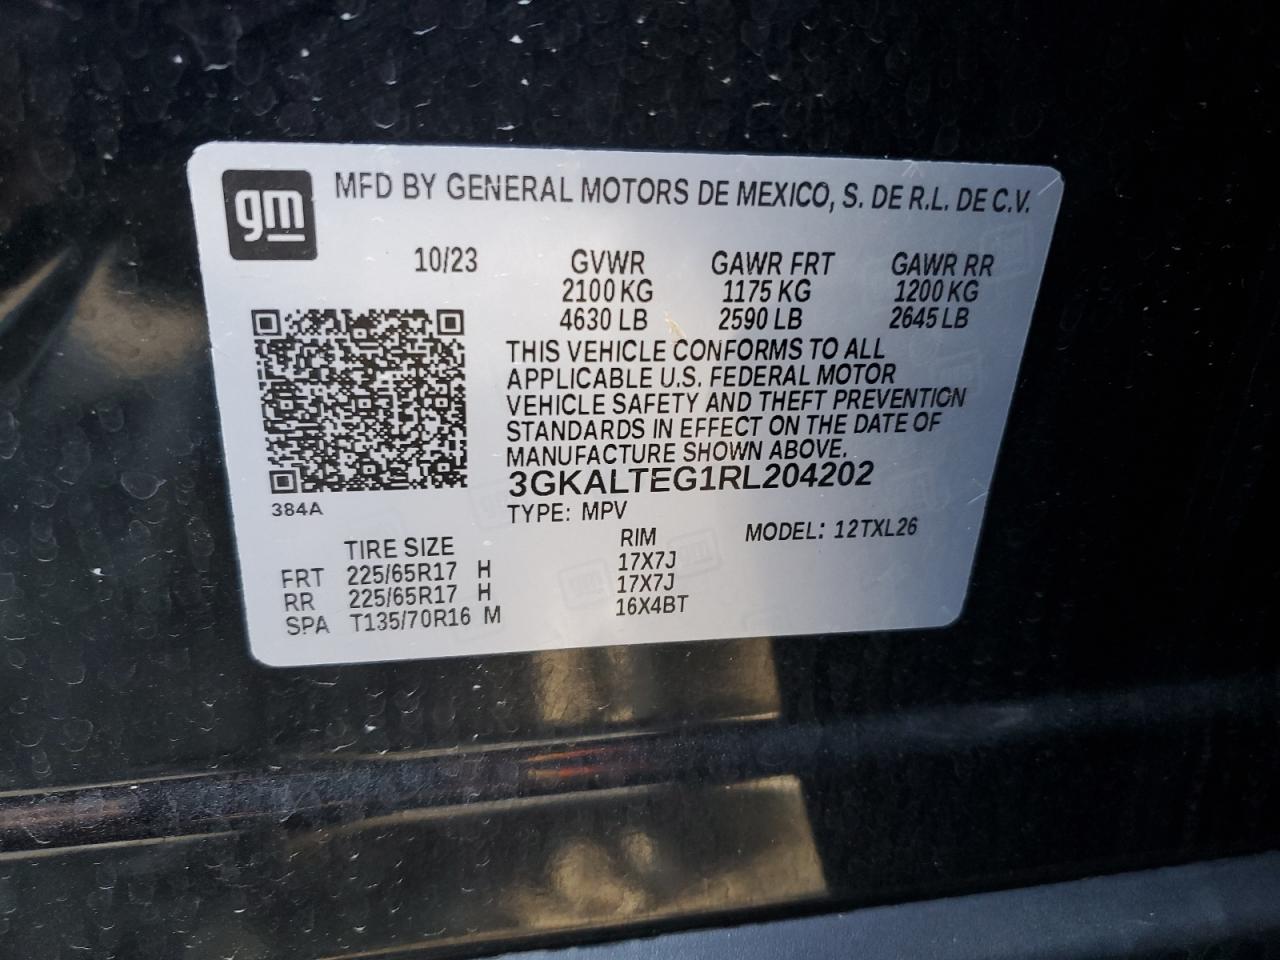 gm
MFD BY GENERAL MOTORS DE MEXICO, S. DE R.L. DE C.V.
10/23 GVWR GAWR FRT GAWR RR
2100 KG 1175 KG 1200 KG
4630 LB 2590 LB 2645 LB
THIS VEHICLE CONFORMS TO ALL
APPLICABLE U.S. FEDERAL MOTOR
VEHICLE SAFETY AND THEFT PREVENTION
STANDARDS IN EFFECT ON THE DATE OF
MANUFACTURE SHOWN ABOVE.
3GKALTEG1RL204202
384A
TYPE: MPV
MODEL: 12TXL26
TIRE SIZE RIM
FRT 225/65R17 H 17X7J
RR 225/65R17 H 17X7J
SPA T135/70R16 M 16X4BT